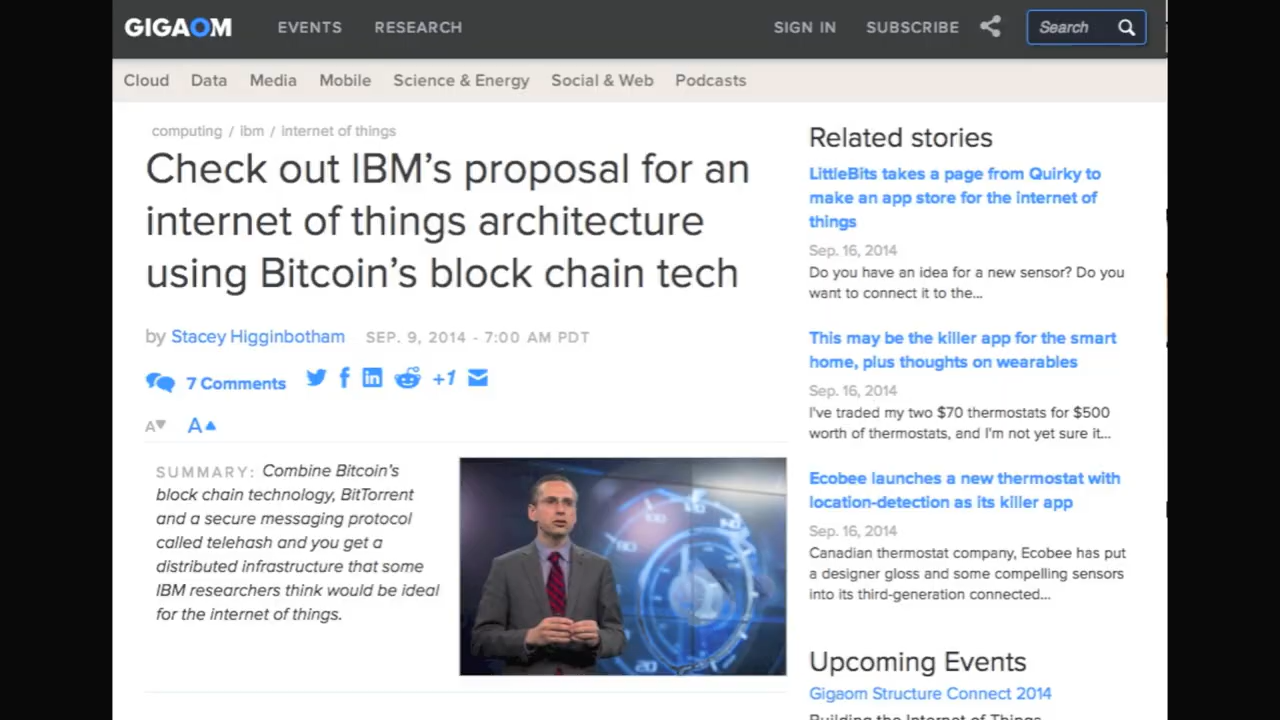 GIGAOM EVENTS RESEARCH SIGN IN SUBSCRIBE Search
Cloud Data Media Mobile Science & Energy Social & Web Podcasts
computing / ibm / internet of things
Check out IBM’s proposal for an
internet of things architecture
using Bitcoin’s block chain tech
by Stacey Higginbotham SEP. 9, 2014 - 7:00 AM PDT
7 Comments +1
A▼ A▲
SUMMARY: Combine Bitcoin’s
block chain technology, BitTorrent
and a secure messaging protocol
called telehash and you get a
distributed infrastructure that some
IBM researchers think would be ideal
for the internet of things.
Related stories
LittleBits takes a page from Quirky to
make an app store for the internet of
things
Sep. 16, 2014
Do you have an idea for a new sensor? Do you
want to connect it to the...
This may be the killer app for the smart
home, plus thoughts on wearables
Sep. 16, 2014
I've traded my two $70 thermostats for $500
worth of thermostats, and I'm not yet sure it...
Ecobee launches a new thermostat with
location-detection as its killer app
Sep. 16, 2014
Canadian thermostat company, Ecobee has put
a designer gloss and some compelling sensors
into its third-generation connected...
Upcoming Events
Gigaom Structure Connect 2014
Building the Internet of Things